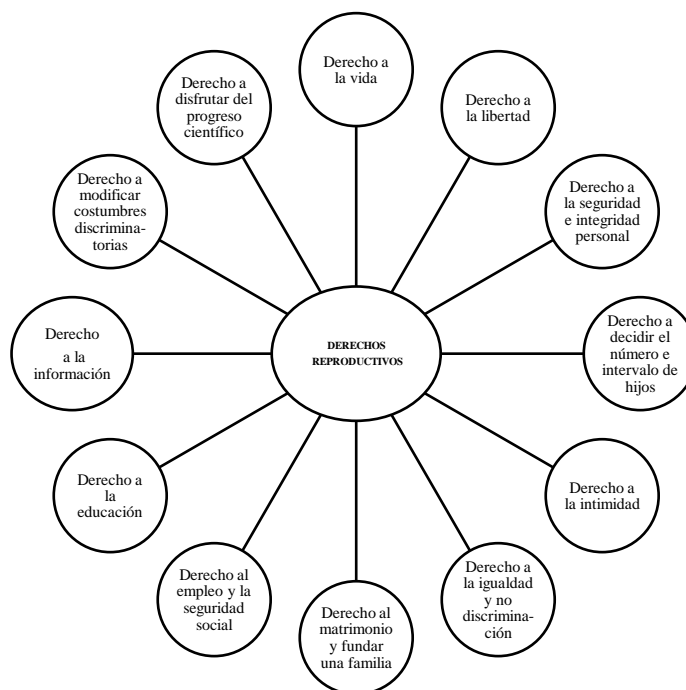 Derecho a
la vida
Derecho a
la libertad
Derecho a
la seguridad
e integridad
personal
Derecho a
decidir el
número e
intervalo de
hijos
Derecho a
la intimidad
Derecho a
la igualdad
y no
discrimina-
ción
Derecho al
matrimonio
y fundar
una familia
Derecho al
empleo y la
seguridad
social
Derecho a
la
educación
Derecho
a la
información
Derecho a
modificar
costumbres
discrimina-
torias
Derecho a
disfrutar del
progreso
científico
DERECHOS
REPRODUCTIVOS